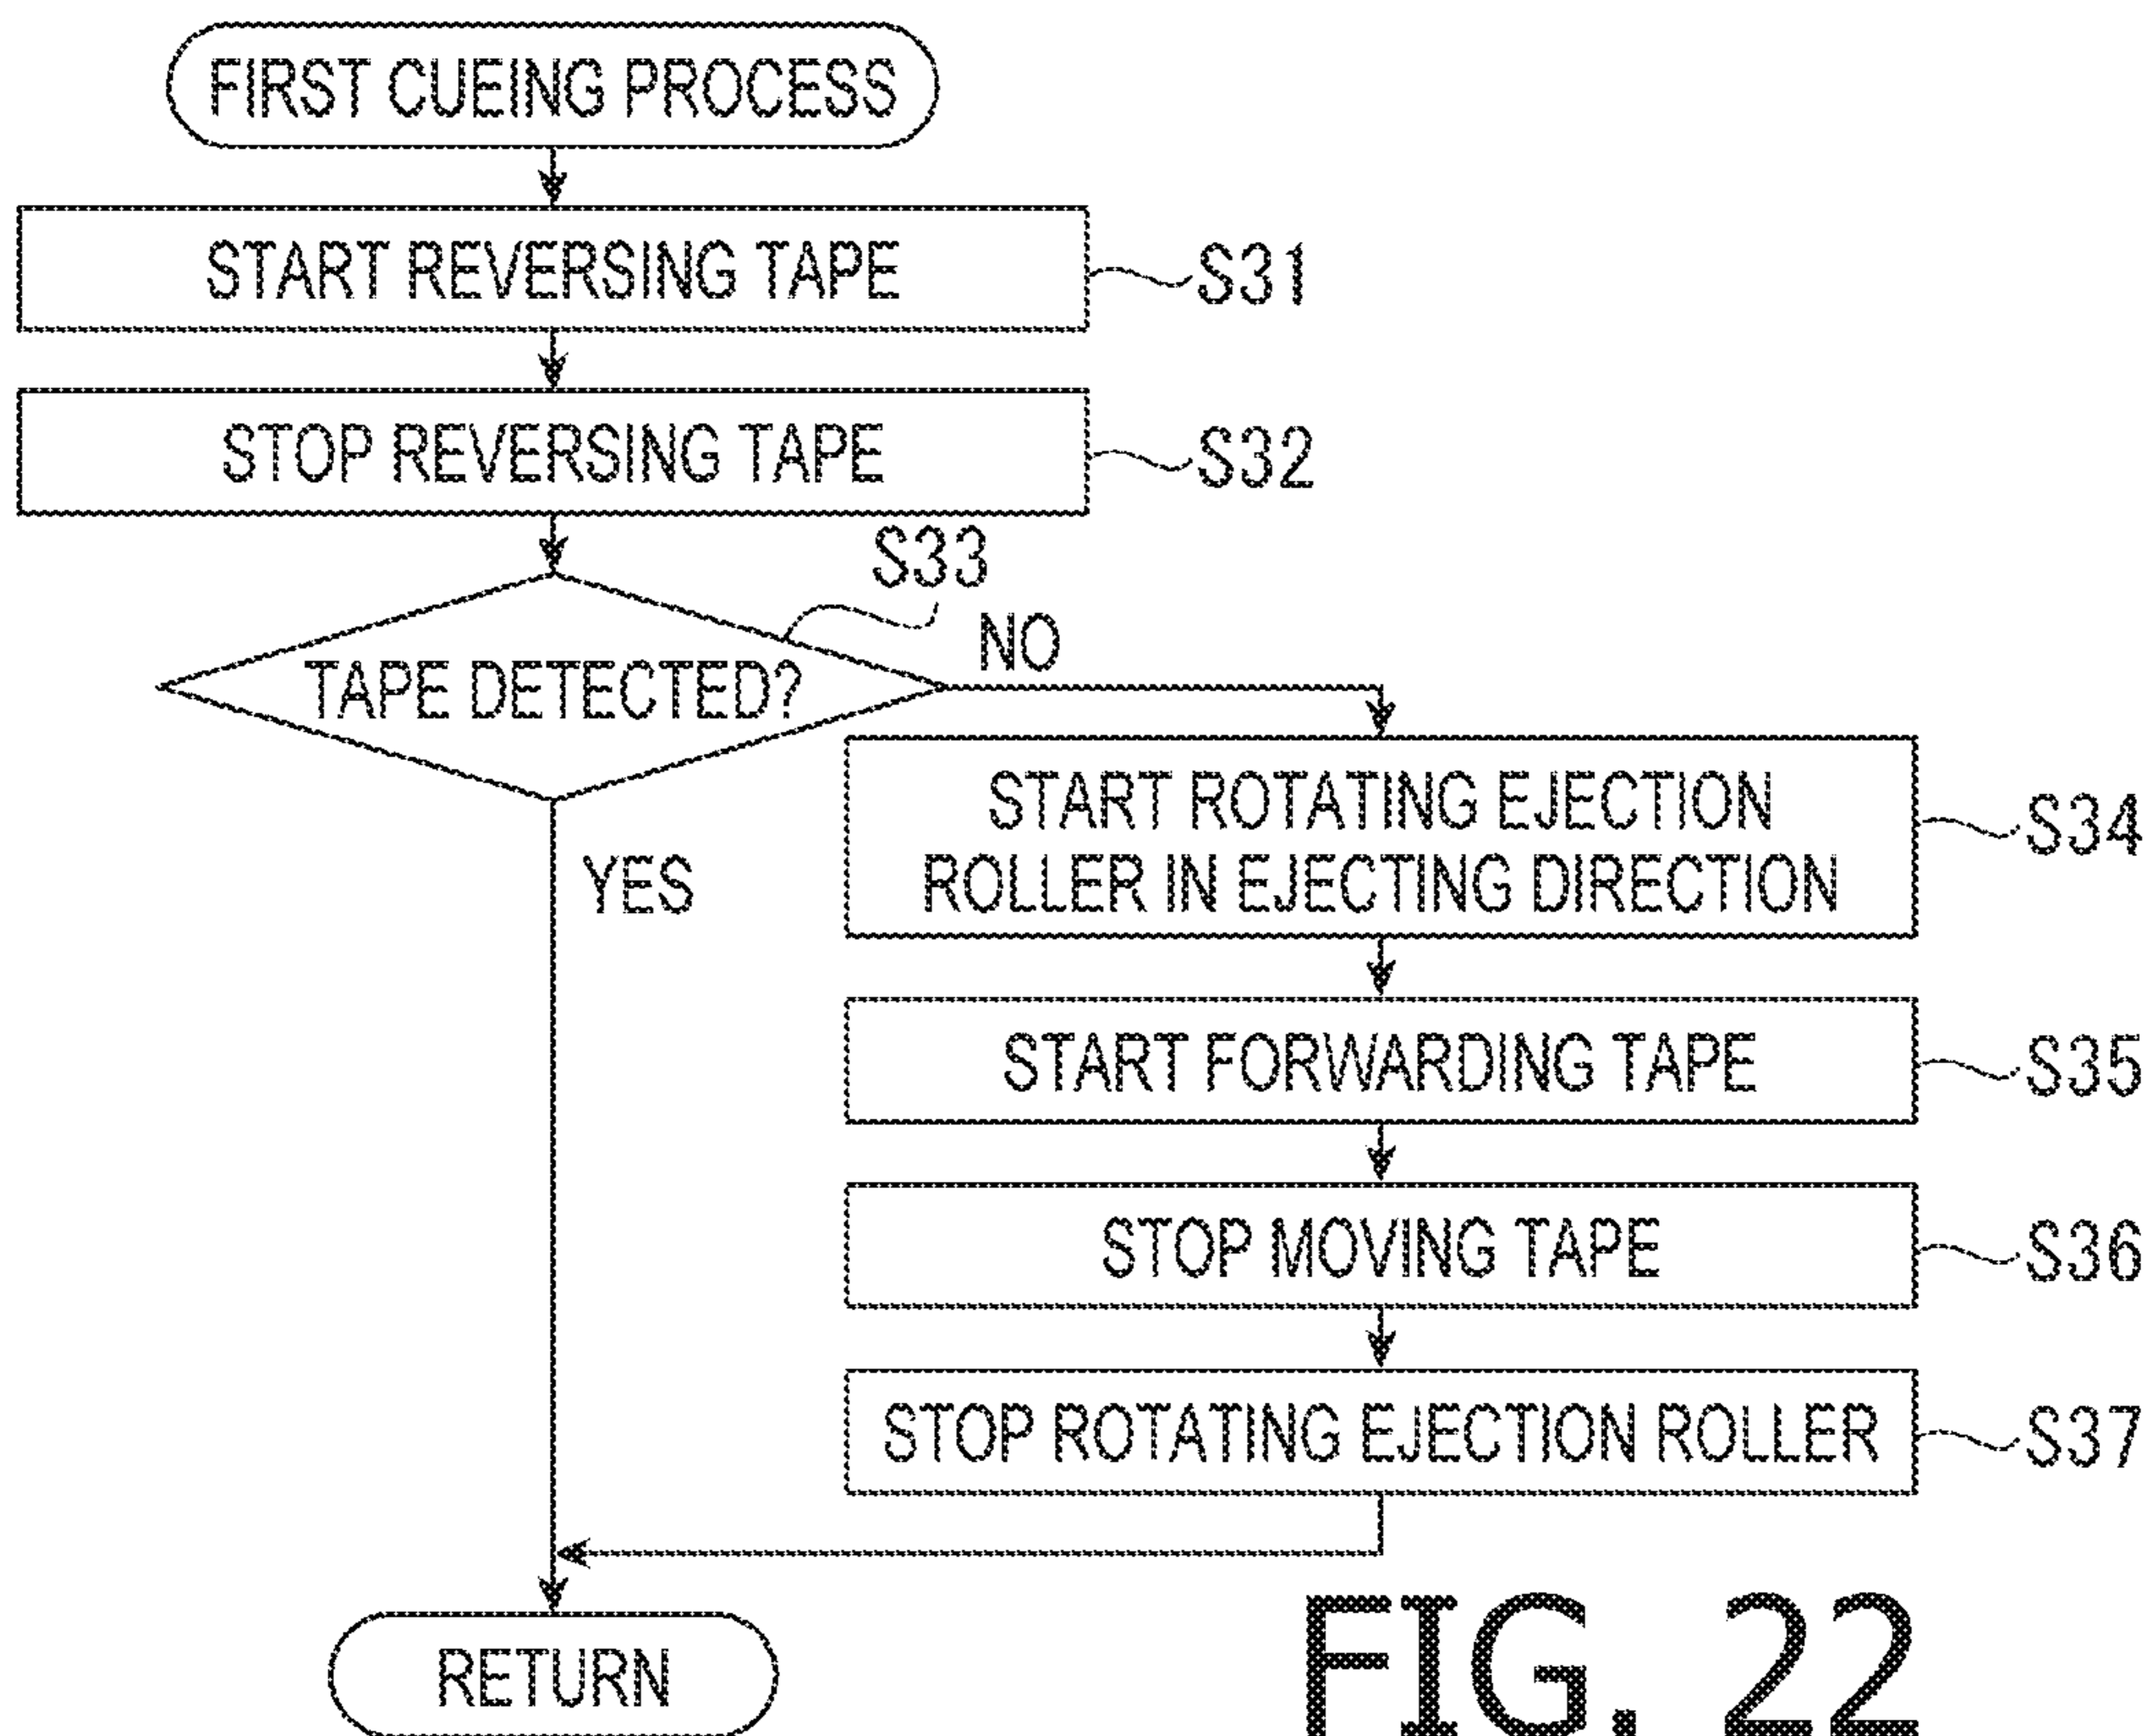 FIRST CUEING PROCESS
START REVERSING TAPE
S31
STOP REVERSING TAPE
S32
S33
TAPE DETECTED?
NO
YES
START ROTATING EJECTION
ROLLER IN EJECTING DIRECTION
S34
START FORWARDING TAPE
S35
STOP MOVING TAPE
S36
STOP ROTATING EJECTION ROLLER
S37
RETURN
FIG. 22